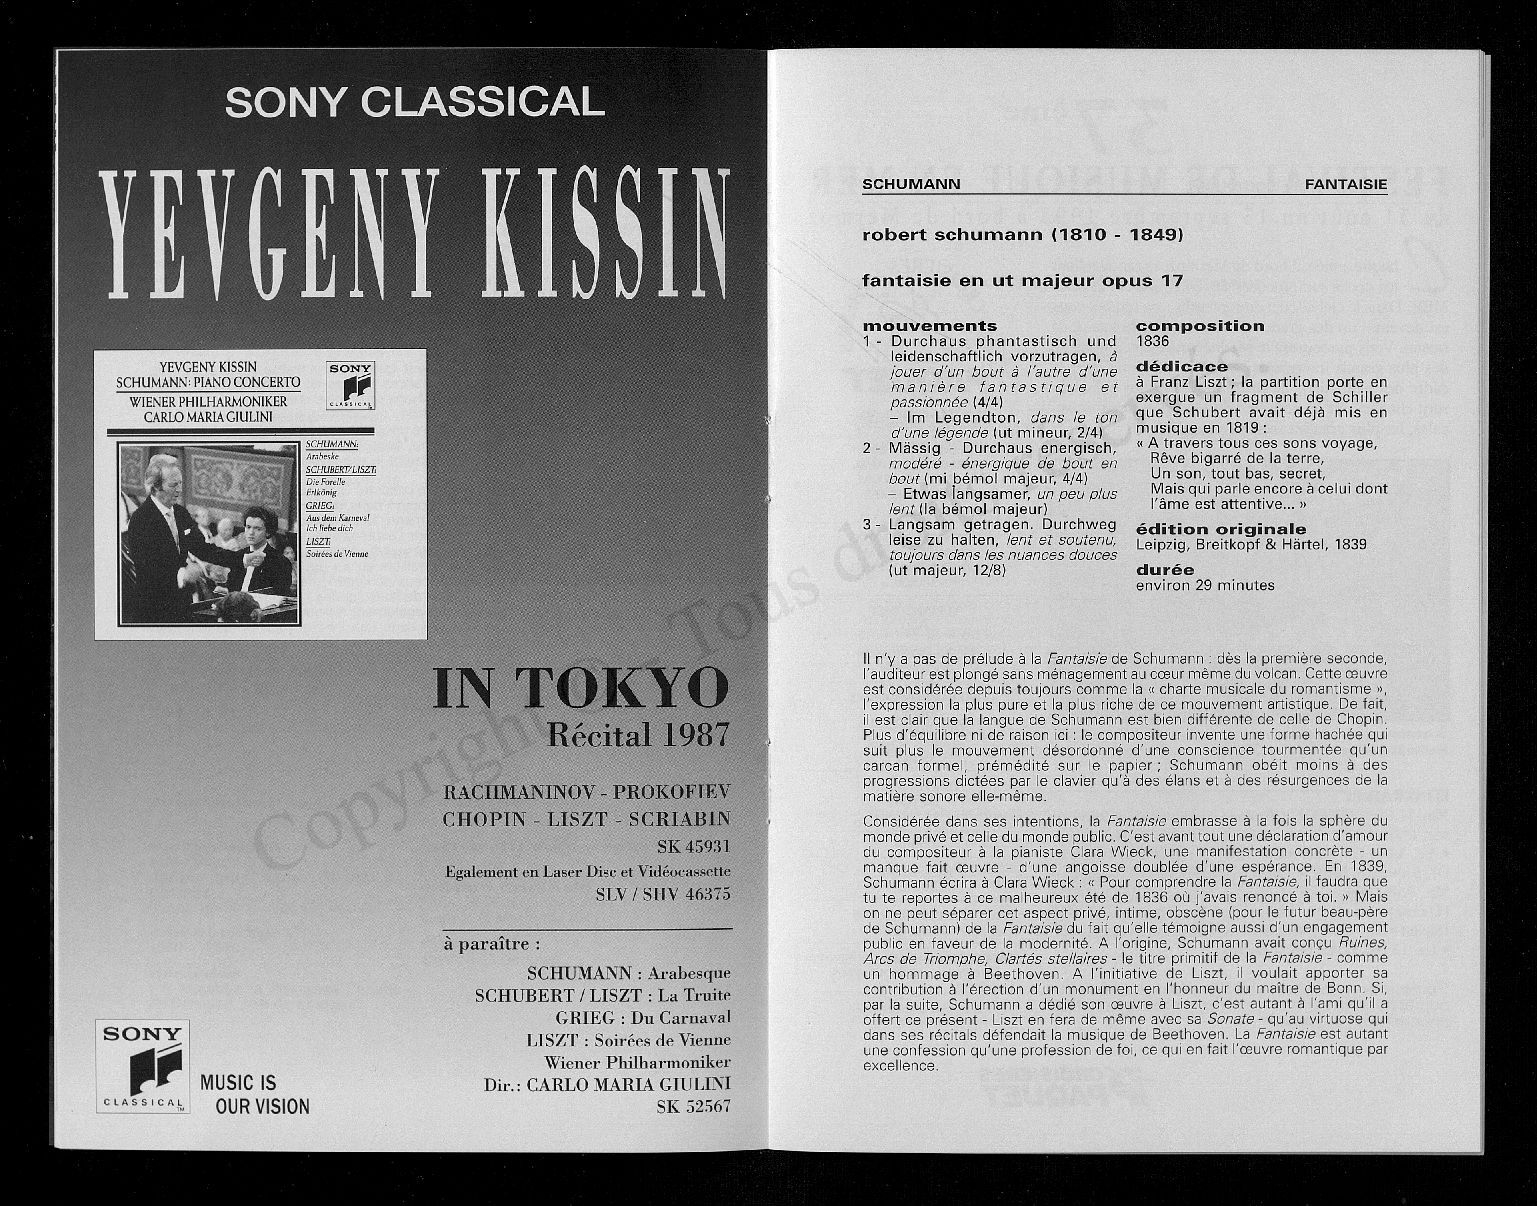 SONY CLASSICAL
YEVGENY KISSIN
YEVGENY KISSIN
SCHUMANN: PIANO CONCERTO
WIENER PHILHARMONIKER
CARLO MARIA GIULINI
SONY
CLASSICAL
SCHUMANN:
Arabeske
SCHUBERT/LISZT:
Die Forelle
Erlkönig
GRIEG:
Aus dem Karneval
Ich liebe dich
LISZT:
Soirées de Vienne
IN TOKYO
Récital 1987
RACHMANINOV - PROKOFIEV
CHOPIN - LISZT - SCRIABIN
SK 45931
Egalement en Laser Disc et Vidéocassette
SLV / SHV 46375
à paraître :
SCHUMANN : Arabesque
SCHUBERT / LISZT : La Truite
GRIEG : Du Carnaval
LISZT : Soirées de Vienne
Wiener Philharmoniker
Dir.: CARLO MARIA GIULINI
SK 52567
SONY
CLASSICAL
TM
MUSIC IS
OUR VISION
Copyright Tous
SCHUMANN FANTAISIE
robert schumann (1810 - 1849)
fantaisie en ut majeur opus 17
mouvements
1 - Durchaus phantastisch und
leidenschaftlich vorzutragen, à
jouer d'un bout à l'autre d'une
manière fantastique et
passionnée (4/4)
– Im Legendton, dans le ton
d'une légende (ut mineur, 2/4)
2 - Mässig - Durchaus energisch,
modéré - énergique de bout en
bout (mi bémol majeur, 4/4)
– Etwas langsamer, un peu plus
lent (la bémol majeur)
3 - Langsam getragen. Durchweg
leise zu halten, lent et soutenu,
toujours dans les nuances douces
(ut majeur, 12/8)
composition
1836
dédicace
à Franz Liszt ; la partition porte en
exergue un fragment de Schiller
que Schubert avait déjà mis en
musique en 1819 :
« A travers tous ces sons voyage,
Rêve bigarré de la terre,
Un son, tout bas, secret,
Mais qui parle encore à celui dont
l'âme est attentive... »
édition originale
Leipzig, Breitkopf & Härtel, 1839
durée
environ 29 minutes
Il n'y a pas de prélude à la Fantaisie de Schumann : dès la première seconde,
l'auditeur est plongé sans ménagement au cœur même du volcan. Cette œuvre
est considérée depuis toujours comme la « charte musicale du romantisme »,
l'expression la plus pure et la plus riche de ce mouvement artistique. De fait,
il est clair que la langue de Schumann est bien différente de celle de Chopin.
Plus d'équilibre ni de raison ici : le compositeur invente une forme hachée qui
suit plus le mouvement désordonné d'une conscience tourmentée qu'un
carcan formel, prémédité sur le papier ; Schumann obéit moins à des
progressions dictées par le clavier qu'à des élans et à des résurgences de la
matière sonore elle-même.
Considérée dans ses intentions, la Fantaisie embrasse à la fois la sphère du
monde privé et celle du monde public. C'est avant tout une déclaration d'amour
du compositeur à la pianiste Clara Wieck, une manifestation concrète - un
manque fait œuvre - d'une angoisse doublée d'une espérance. En 1839,
Schumann écrira à Clara Wieck : « Pour comprendre la Fantaisie, il faudra que
tu te reportes à ce malheureux été de 1836 où j'avais renoncé à toi. » Mais
on ne peut séparer cet aspect privé, intime, obscène (pour le futur beau-père
de Schumann) de la Fantaisie du fait qu'elle témoigne aussi d'un engagement
public en faveur de la modernité. A l'origine, Schumann avait conçu Ruines,
Arcs de Triomphe, Clartés stellaires - le titre primitif de la Fantaisie - comme
un hommage à Beethoven. A l'initiative de Liszt, il voulait apporter sa
contribution à l'érection d'un monument en l'honneur du maître de Bonn. Si,
par la suite, Schumann a dédié son œuvre à Liszt, c'est autant à l'ami qu'il a
offert ce présent - Liszt en fera de même avec sa Sonate - qu'au virtuose qui
dans ses récitals défendait la musique de Beethoven. La Fantaisie est autant
une confession qu'une profession de foi, ce qui en fait l'œuvre romantique par
excellence.